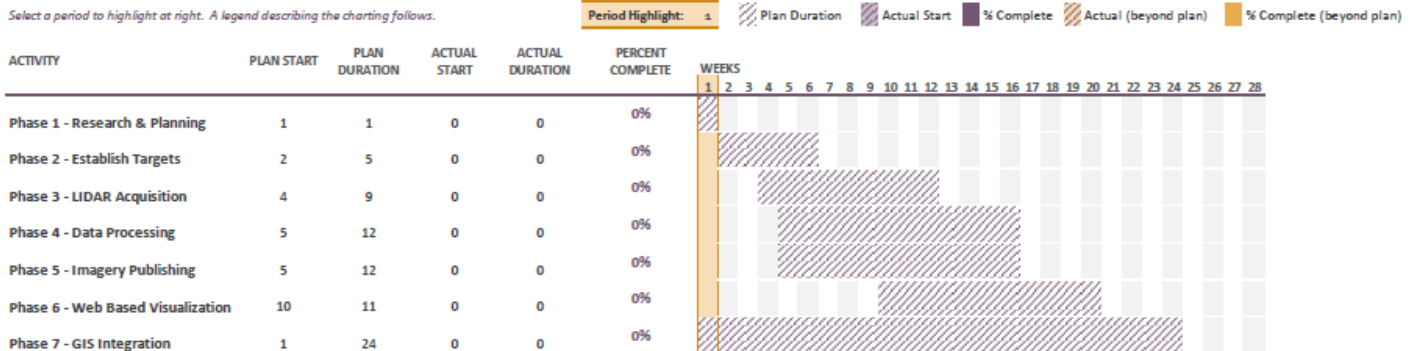 Select a period to highlight at right. A legend describing the charting follows. Period Highlight: 1 Plan Duration Actual Start % Complete Actual (beyond plan) % Complete (beyond plan)
ACTIVITY PLAN START PLAN DURATION ACTUAL START ACTUAL DURATION PERCENT COMPLETE WEEKS
1 2 3 4 5 6 7 8 9 10 11 12 13 14 15 16 17 18 19 20 21 22 23 24 25 26 27 28
Phase 1 - Research & Planning 1 1 0 0 0%
Phase 2 - Establish Targets 2 5 0 0 0%
Phase 3 - LIDAR Acquisition 4 9 0 0 0%
Phase 4 - Data Processing 5 12 0 0 0%
Phase 5 - Imagery Publishing 5 12 0 0 0%
Phase 6 - Web Based Visualization 10 11 0 0 0%
Phase 7 - GIS Integration 1 24 0 0 0%